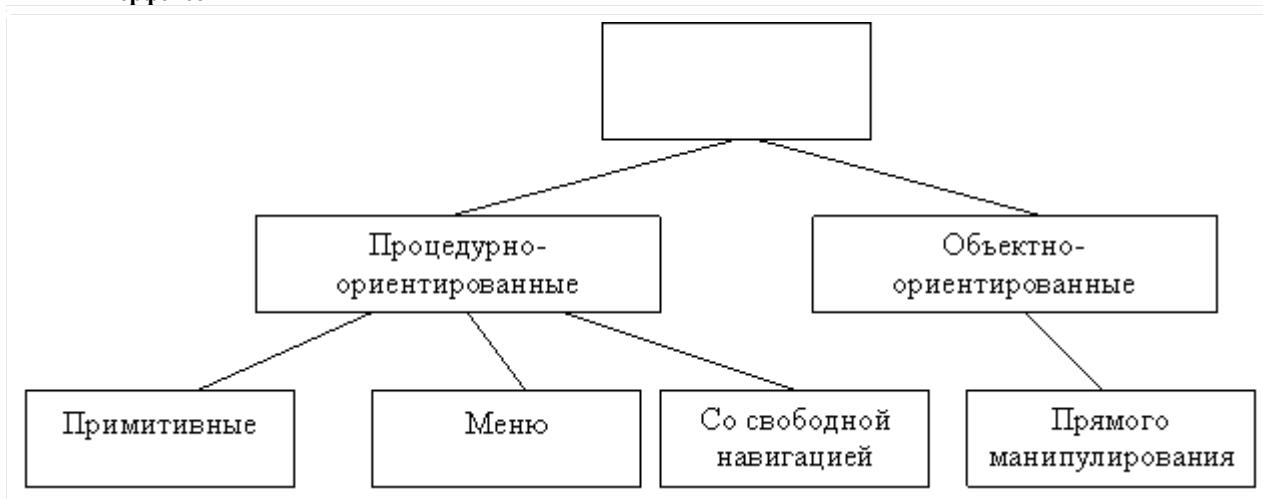 Процедурно-
ориентированные
Объектно-
ориентированные
Примитивные
Меню
Со свободной
навигацией
Прямого
манипулирования